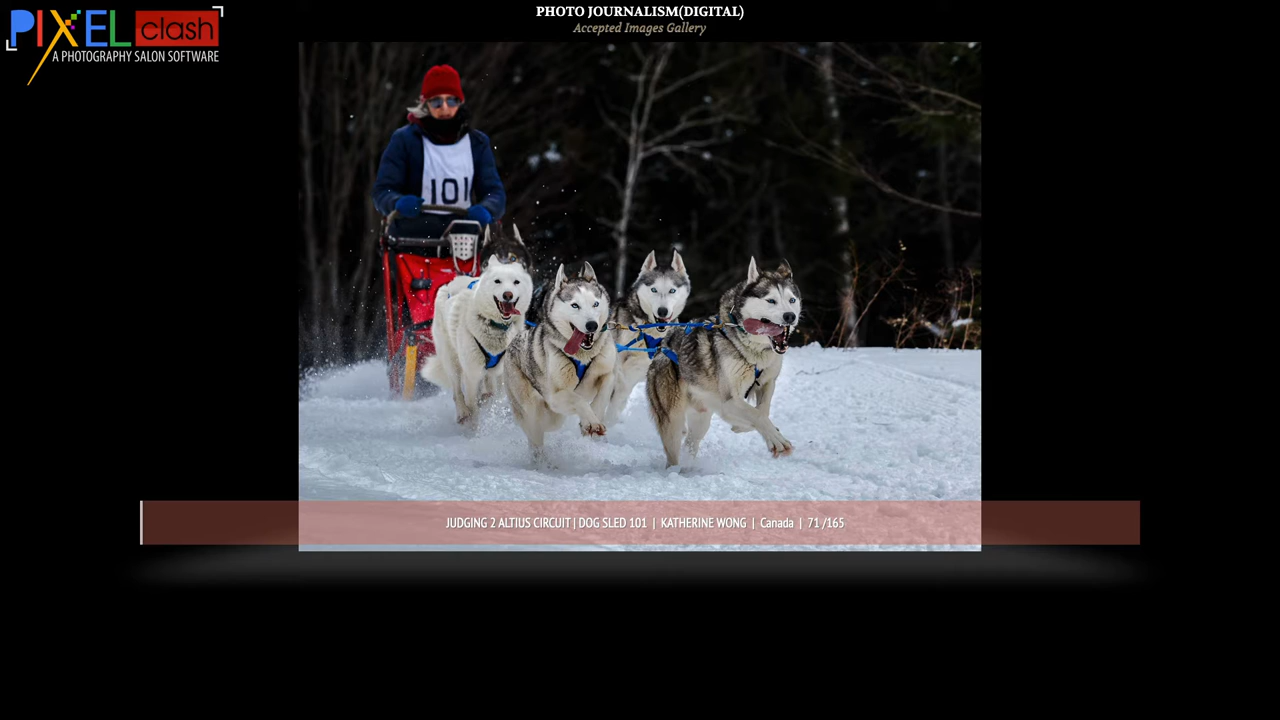 PHOTO JOURNALISM(DIGITAL)
Accepted Images Gallery
PIXEL clash
A PHOTOGRAPHY SALON SOFTWARE
101
JUDGING 2 ALTIUS CIRCUIT | DOG SLED 101 | KATHERINE WONG | Canada | 71 /165